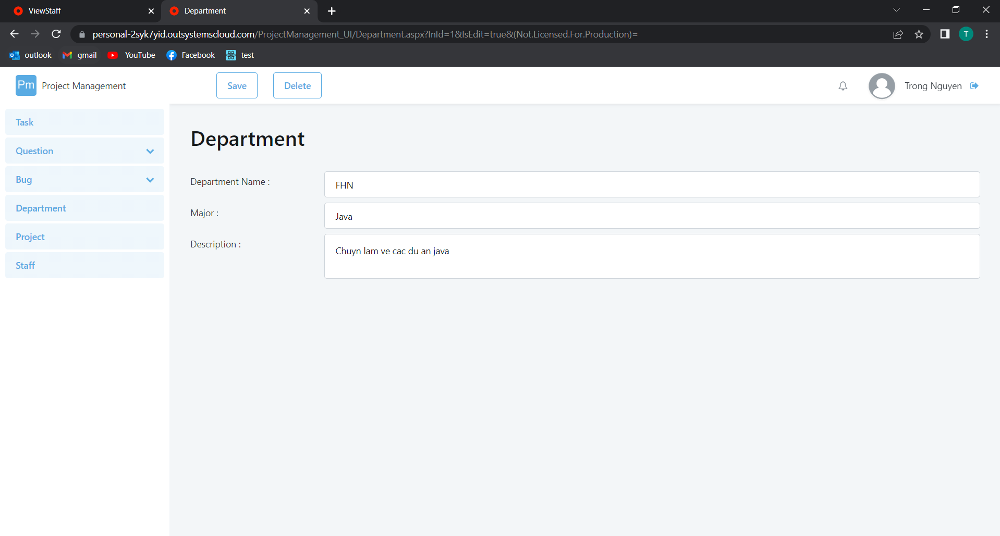 ViewStaff
Department
personal-2syk7yid.outsystemscloud.com/ProjectManagement_UI/Department.aspx?InId=1&IsEdit=true&(Not.Licensed.For.Production)=
T
outlook
gmail
YouTube
Facebook
test
Pm Project Management
Save
Delete
Trong Nguyen
Task
Question
Bug
Department
Project
Staff
Department
Department Name :
FHN
Major :
Java
Description :
Chuyn lam ve cac du an java